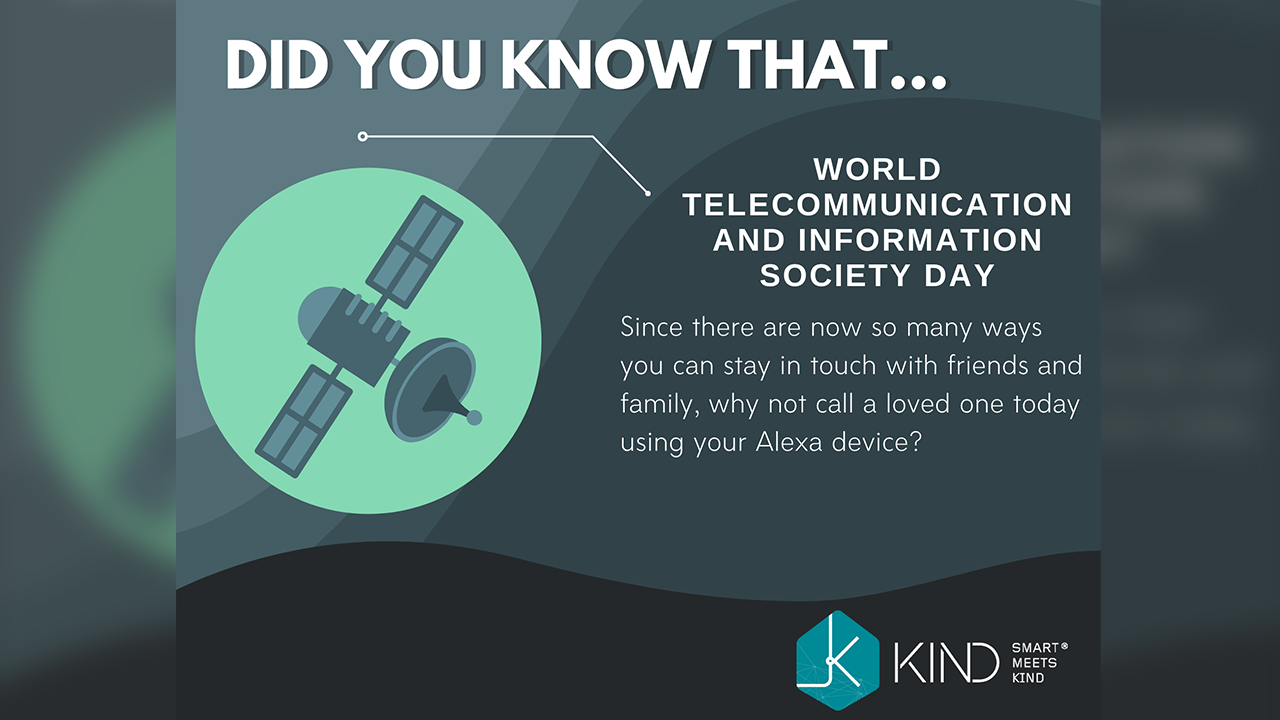 DID YOU KNOW THAT...
WORLD
TELECOMMUNICATION
AND INFORMATION
SOCIETY DAY
Since there are now so many ways
you can stay in touch with friends and
family, why not call a loved one today
using your Alexa device?
K KIND
SMART®
MEETS
KIND